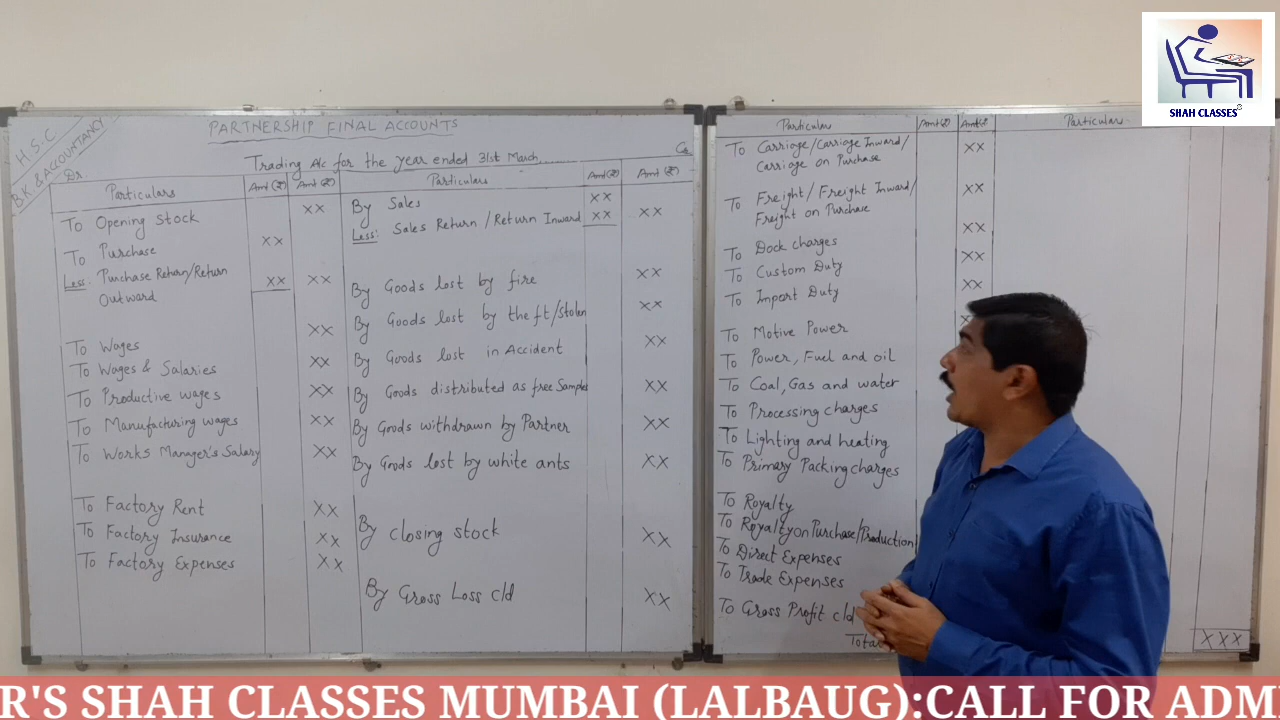 SHAH CLASSES
H.S.C
B.K & ACCOUNTANCY
PARTNERSHIP FINAL ACCOUNTS
Trading A/c for the year ended 31st March......
Dr. Cr.
Particulars Amt(₹) Amt(₹) Particulars Amt(₹) Amt(₹)
To Opening Stock xx
To Purchase xx
Less: Purchase Return/Return xx xx
Outward
To Wages xx
To Wages & Salaries xx
To Productive wages xx
To Manufacturing wages xx
To Works Manager's Salary xx
To Factory Rent xx
To Factory Insurance xx
To Factory Expenses xx
By Sales xx
Less: Sales Return/Return Inward xx xx
By Goods lost by fire xx
By Goods lost by theft/stolen xx
By Goods lost in Accident xx
By Goods distributed as free Samples xx
By Goods withdrawn by Partner xx
By Goods lost by white ants xx
By closing stock xx
By Gross Loss c/d xx
Particulars Amt(₹) Amt(₹) Particulars
To Carriage/Carriage Inward/ xx
Carriage on Purchase
To Freight/Freight Inward/ xx
Freight on Purchase
xx
To Dock charges xx
To Custom Duty xx
To Import Duty
To Motive Power
To Power, Fuel and oil
To Coal, Gas and water
To Processing charges
To Lighting and heating
To Primary Packing charges
To Royalty
To Royalty on Purchase/Production
To Direct Expenses
To Trade Expenses
To Gross Profit c/d
xxx
R'S SHAH CLASSES MUMBAI (LALBAUG):CALL FOR ADM